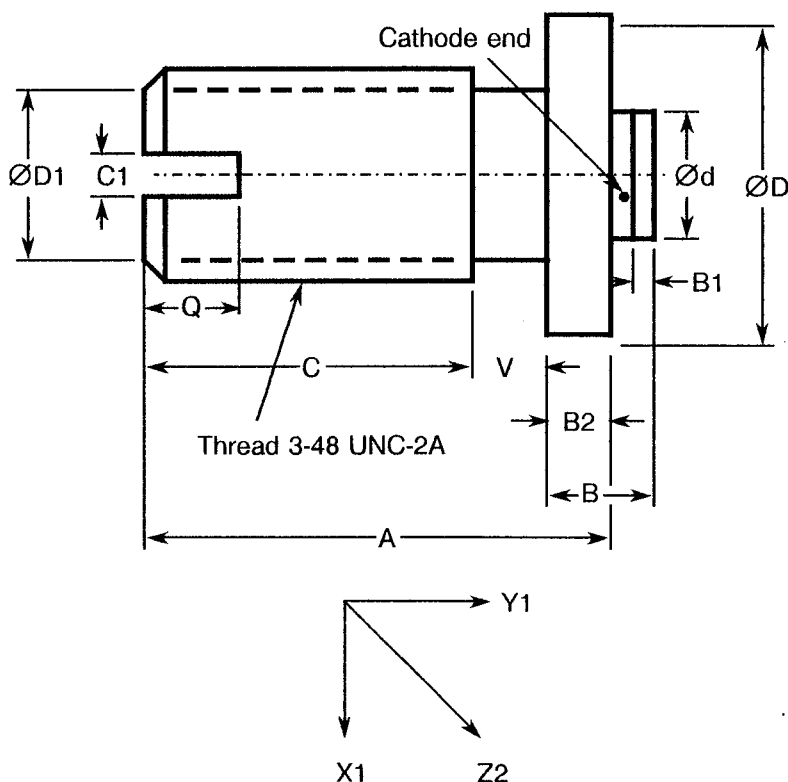 Cathode end
ØD1
C1
Ød
ØD
B1
Q
C
V
B2
Thread 3-48 UNC-2A
B
A
Y1
X1
Z2